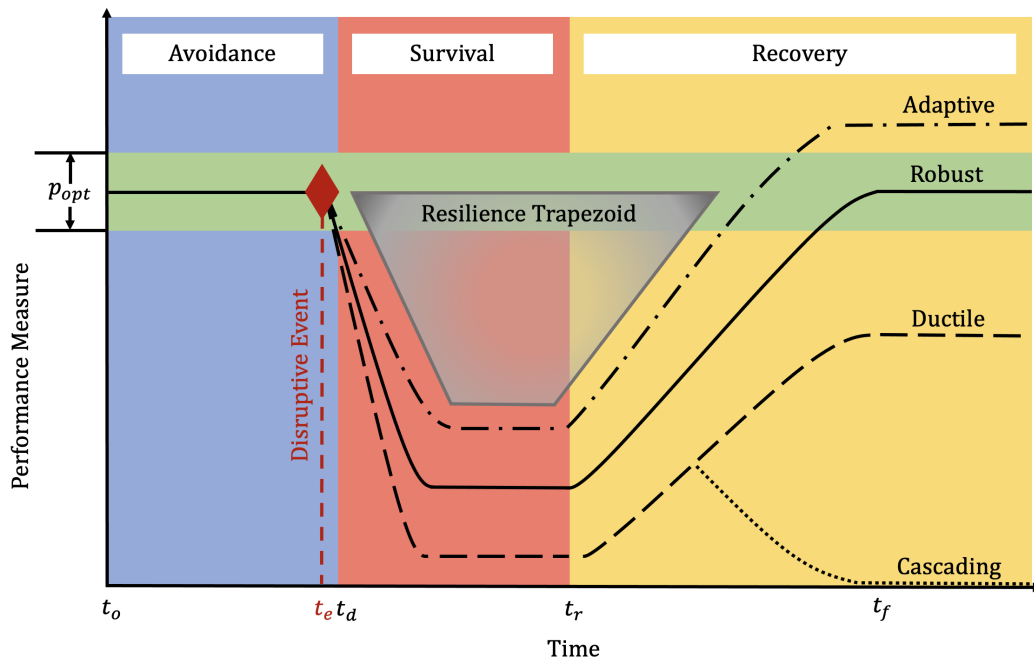 Avoidance
Survival
Recovery
Adaptive
p_opt
Robust
Resilience Trapezoid
Performance Measure
Disruptive Event
Ductile
Cascading
t_o
t_e t_d
t_r
t_f
Time